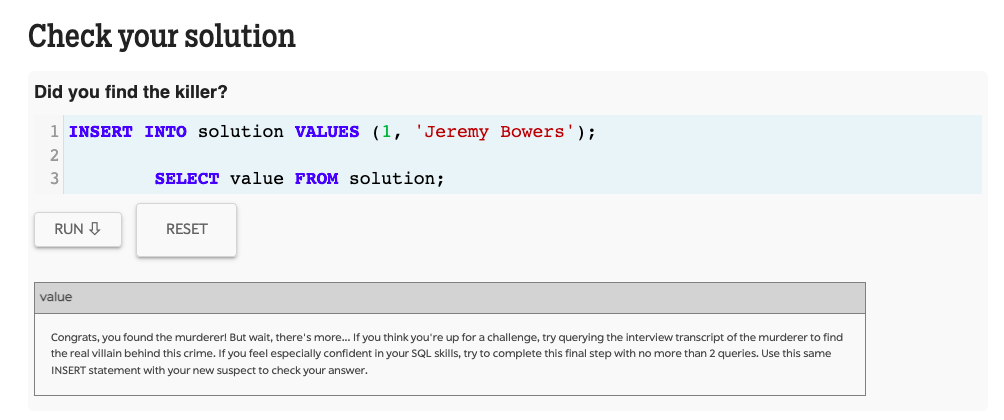 Check your solution
Did you find the killer?
1 INSERT INTO solution VALUES (1, 'Jeremy Bowers');
2
3 SELECT value FROM solution;
RUN ⇩ RESET
value
Congrats, you found the murderer! But wait, there's more... If you think you're up for a challenge, try querying the interview transcript of the murderer to find
the real villain behind this crime. If you feel especially confident in your SQL skills, try to complete this final step with no more than 2 queries. Use this same
INSERT statement with your new suspect to check your answer.